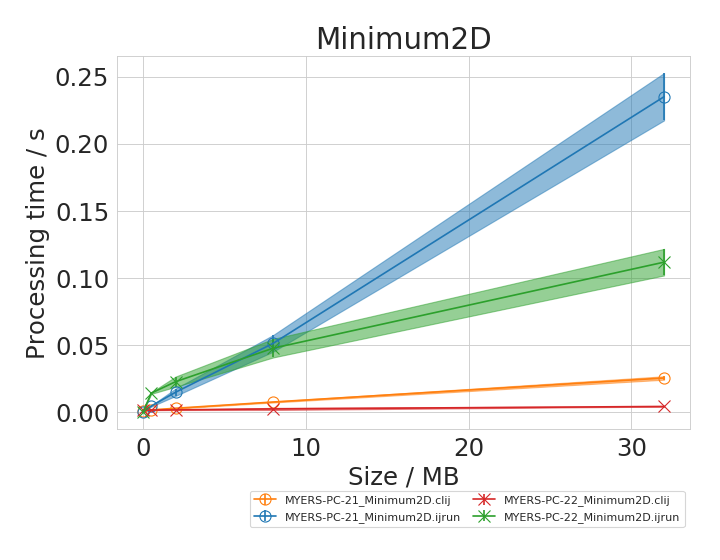 Minimum2D
Processing time / s
0.25
0.20
0.15
0.10
0.05
0.00
0 10 20 30
Size / MB
MYERS-PC-21_Minimum2D.clij MYERS-PC-22_Minimum2D.clij
MYERS-PC-21_Minimum2D.ijrun MYERS-PC-22_Minimum2D.ijrun